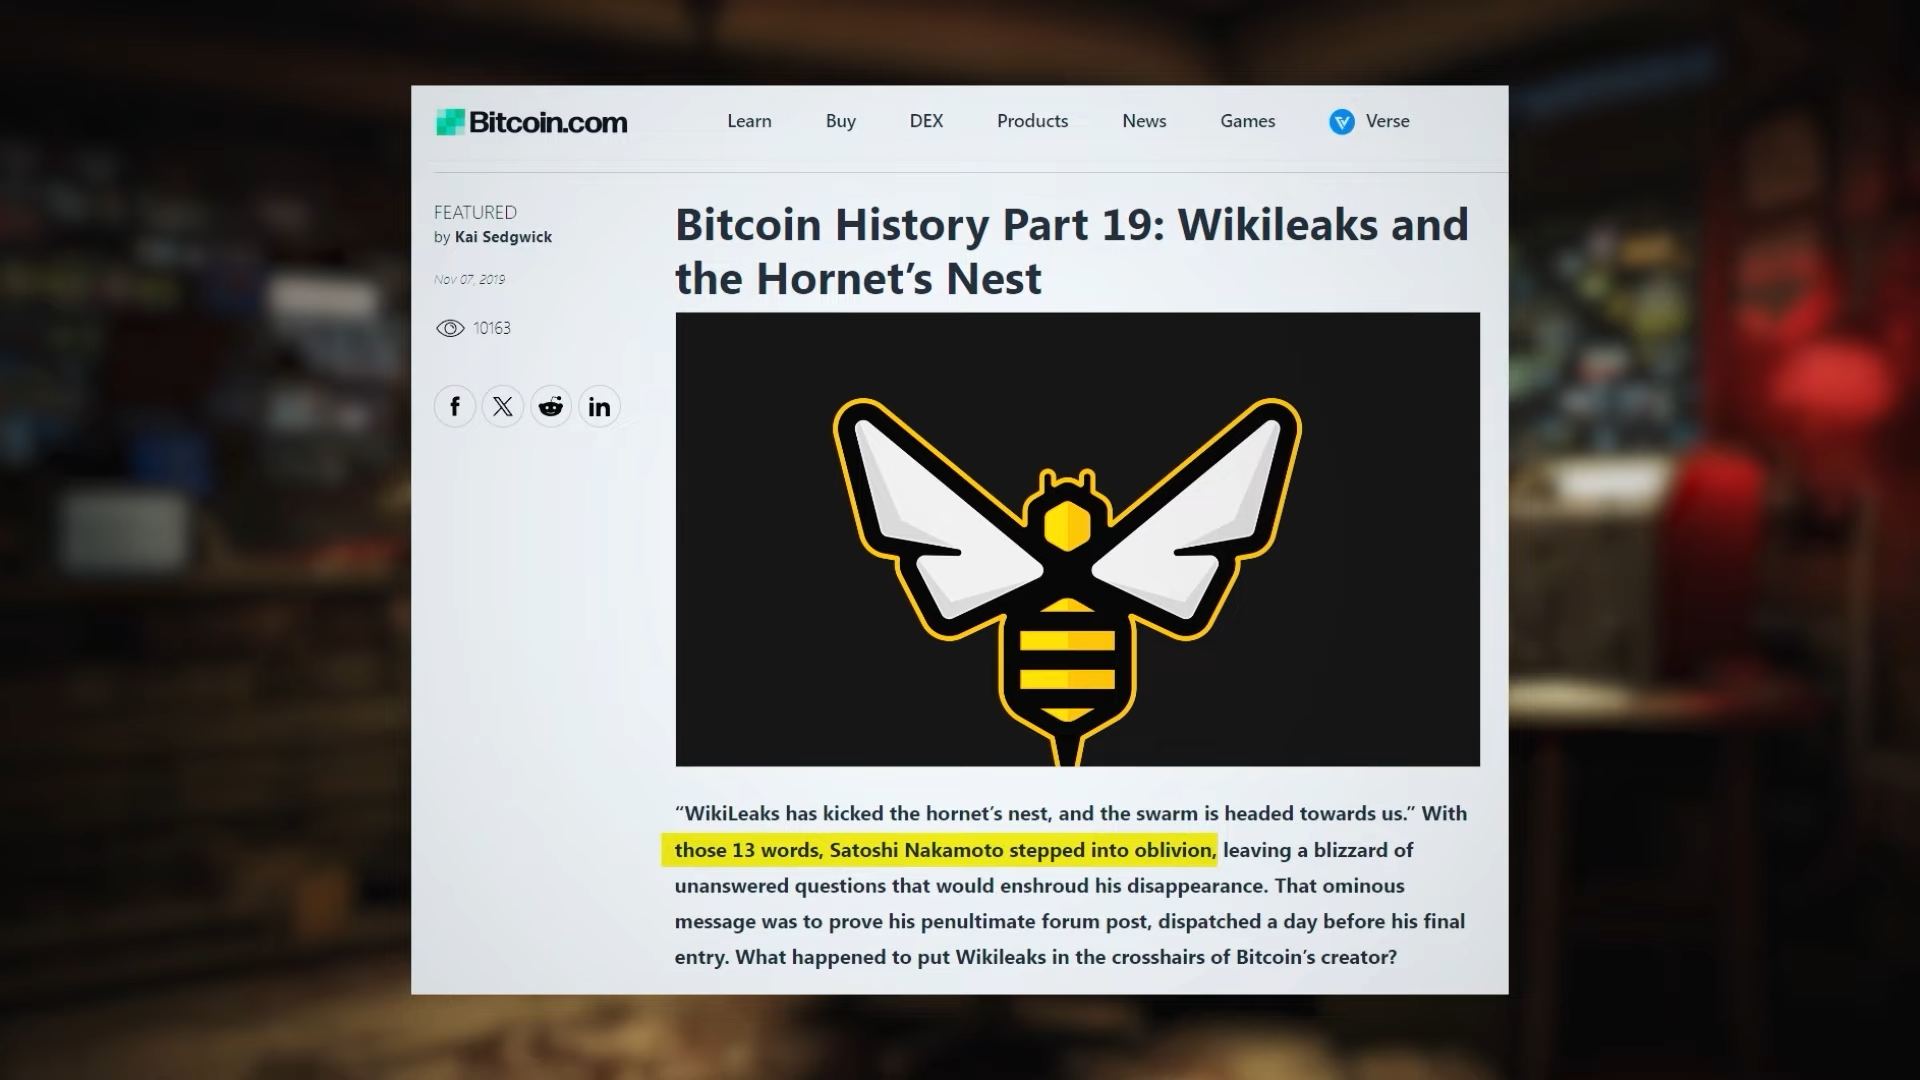 Bitcoin.com
Learn
Buy
DEX
Products
News
Games
Verse
FEATURED
by Kai Sedgwick
Nov 07, 2019
10163
Bitcoin History Part 19: Wikileaks and
the Hornet’s Nest
“WikiLeaks has kicked the hornet’s nest, and the swarm is headed towards us.” With
those 13 words, Satoshi Nakamoto stepped into oblivion, leaving a blizzard of
unanswered questions that would enshroud his disappearance. That ominous
message was to prove his penultimate forum post, dispatched a day before his final
entry. What happened to put Wikileaks in the crosshairs of Bitcoin’s creator?